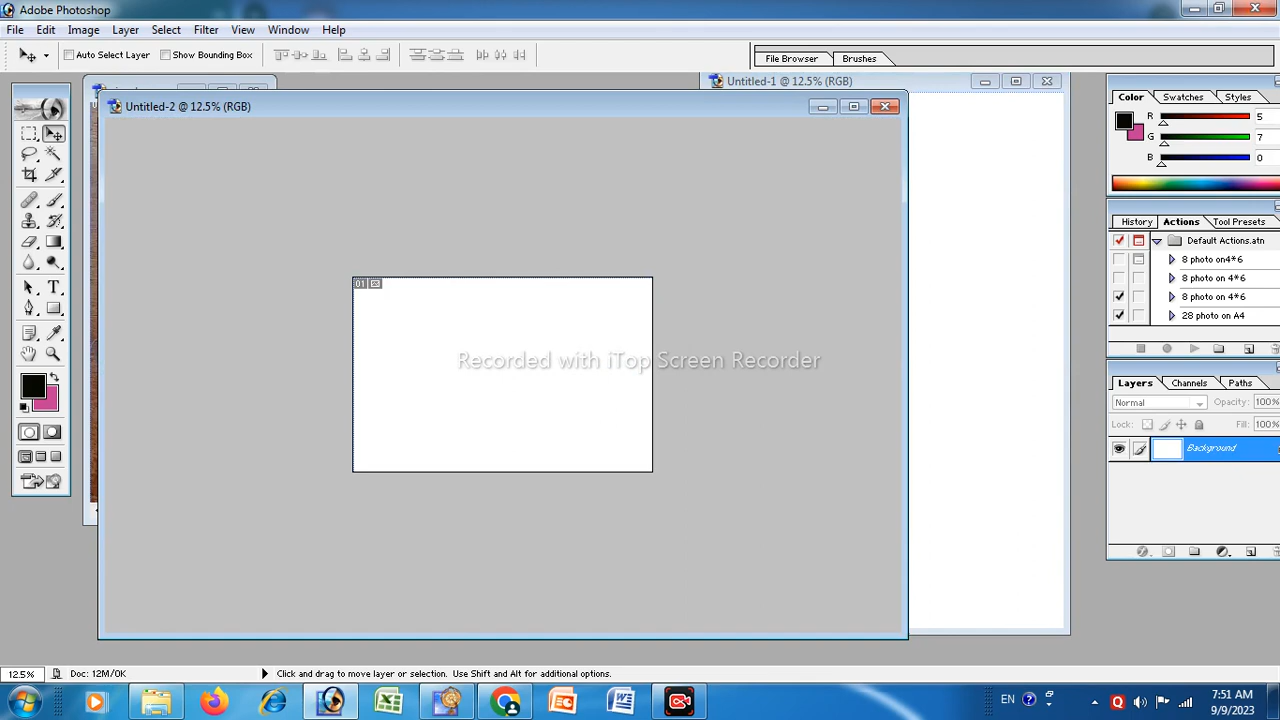 Adobe Photoshop
File Edit Image Layer Select Filter View Window Help
Auto Select Layer Show Bounding Box
File Browser Brushes
Untitled-1 @ 12.5% (RGB)
Untitled-2 @ 12.5% (RGB)
Color Swatches Styles
R 5
G 7
B 0
History Actions Tool Presets
Default Actions.atn
8 photo on4*6
8 photo on 4*6
8 photo on 4*6
28 photo on A4
01
Recorded with iTop Screen Recorder
Layers Channels Paths
Normal Opacity: 100%
Lock: Fill: 100%
Background
12.5% Doc: 12M/0K Click and drag to move layer or selection. Use Shift and Alt for additional options.
EN 7:51 AM
9/9/2023